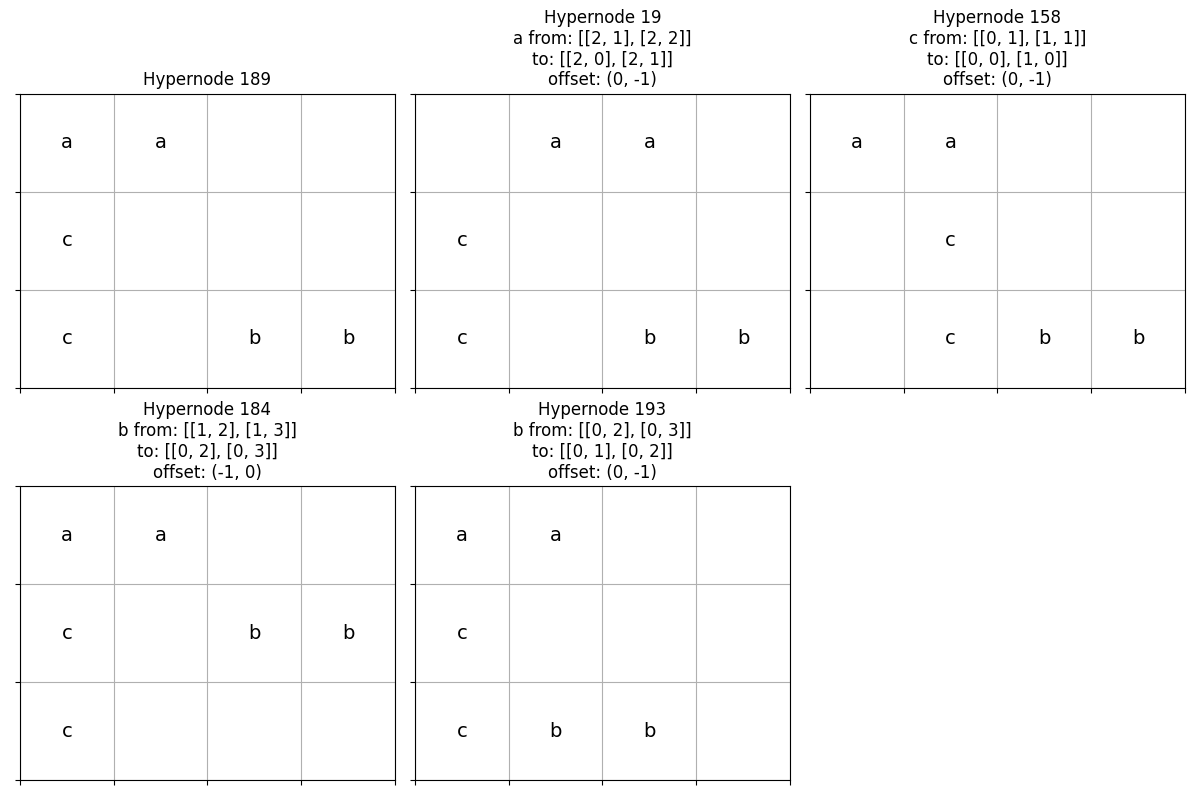 Hypernode 189
a a
c
c b b
Hypernode 19
a from: [[2, 1], [2, 2]]
to: [[2, 0], [2, 1]]
offset: (0, -1)
a a
c
c b b
Hypernode 158
c from: [[0, 1], [1, 1]]
to: [[0, 0], [1, 0]]
offset: (0, -1)
a a
c
c b b
Hypernode 184
b from: [[1, 2], [1, 3]]
to: [[0, 2], [0, 3]]
offset: (-1, 0)
a a
c b b
c
Hypernode 193
b from: [[0, 2], [0, 3]]
to: [[0, 1], [0, 2]]
offset: (0, -1)
a a
c
c b b